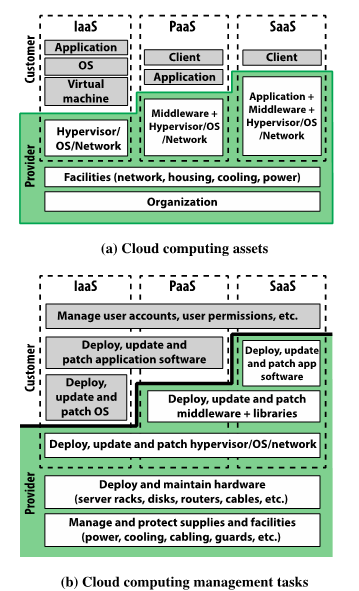 IaaS
PaaS
SaaS
Customer
Application
OS
Virtual
machine
Client
Application
Client
Provider
Hypervisor/
OS/Network
Middleware +
Hypervisor/OS
/Network
Application +
Middleware +
Hypervisor/OS
/Network
Facilities (network, housing, cooling, power)
Organization
(a) Cloud computing assets
IaaS
PaaS
SaaS
Customer
Manage user accounts, user permissions, etc.
Deploy, update and
patch application software
Deploy, update
and patch app
software
Deploy,
update and
patch OS
Deploy, update and patch
middleware + libraries
Provider
Deploy, update and patch hypervisor/OS/network
Deploy and maintain hardware
(server racks, disks, routers, cables, etc.)
Manage and protect supplies and facilities
(power, cooling, cabling, guards, etc.)
(b) Cloud computing management tasks